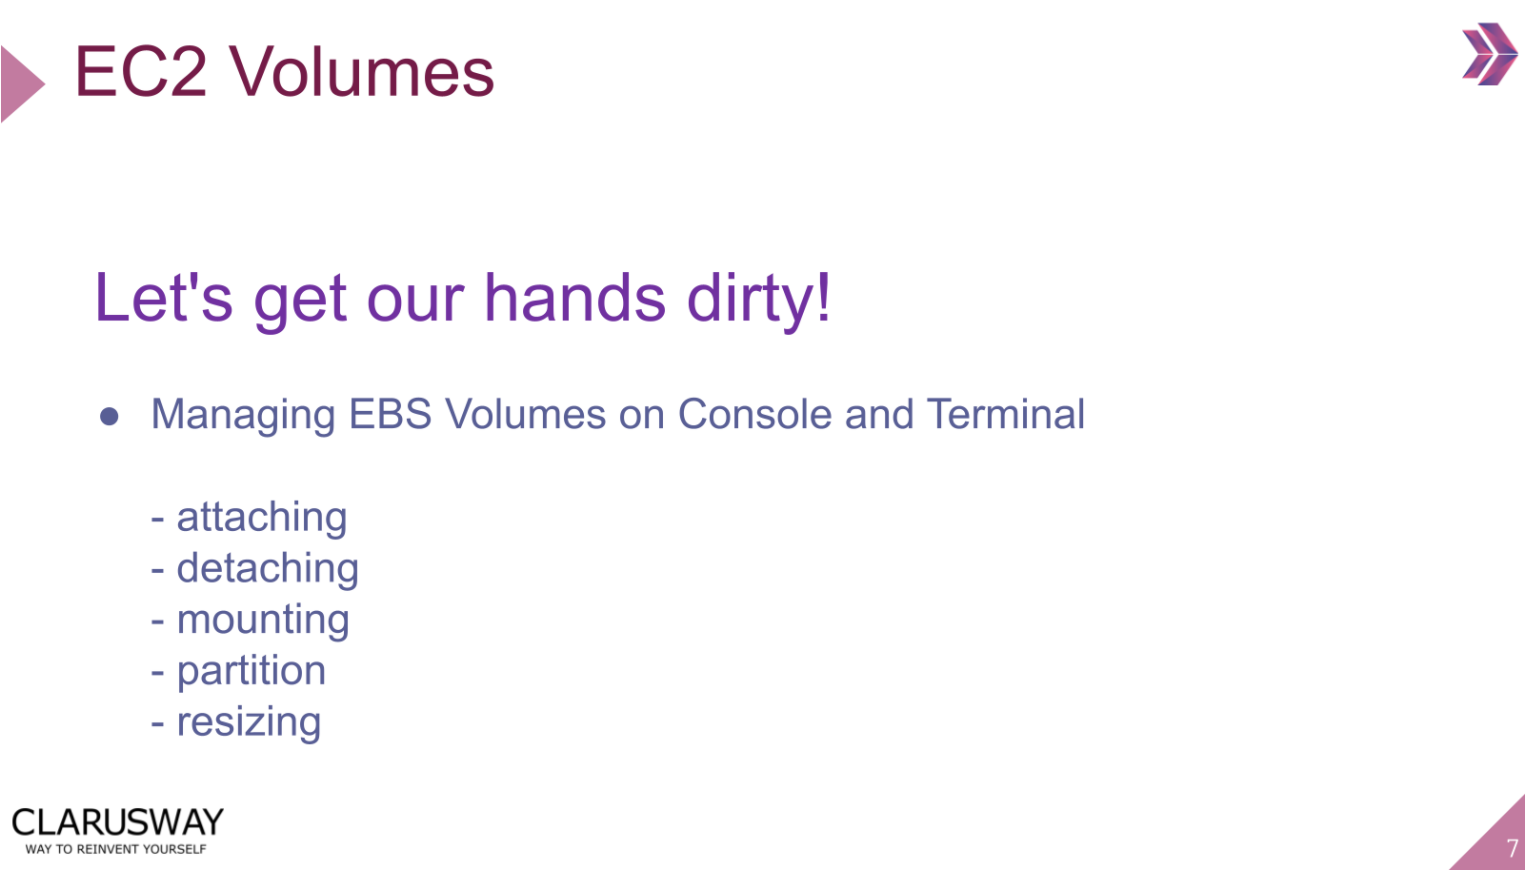 EC2 Volumes
Let's get our hands dirty!
● Managing EBS Volumes on Console and Terminal
- attaching
- detaching
- mounting
- partition
- resizing
CLARUSWAY
WAY TO REINVENT YOURSELF
7